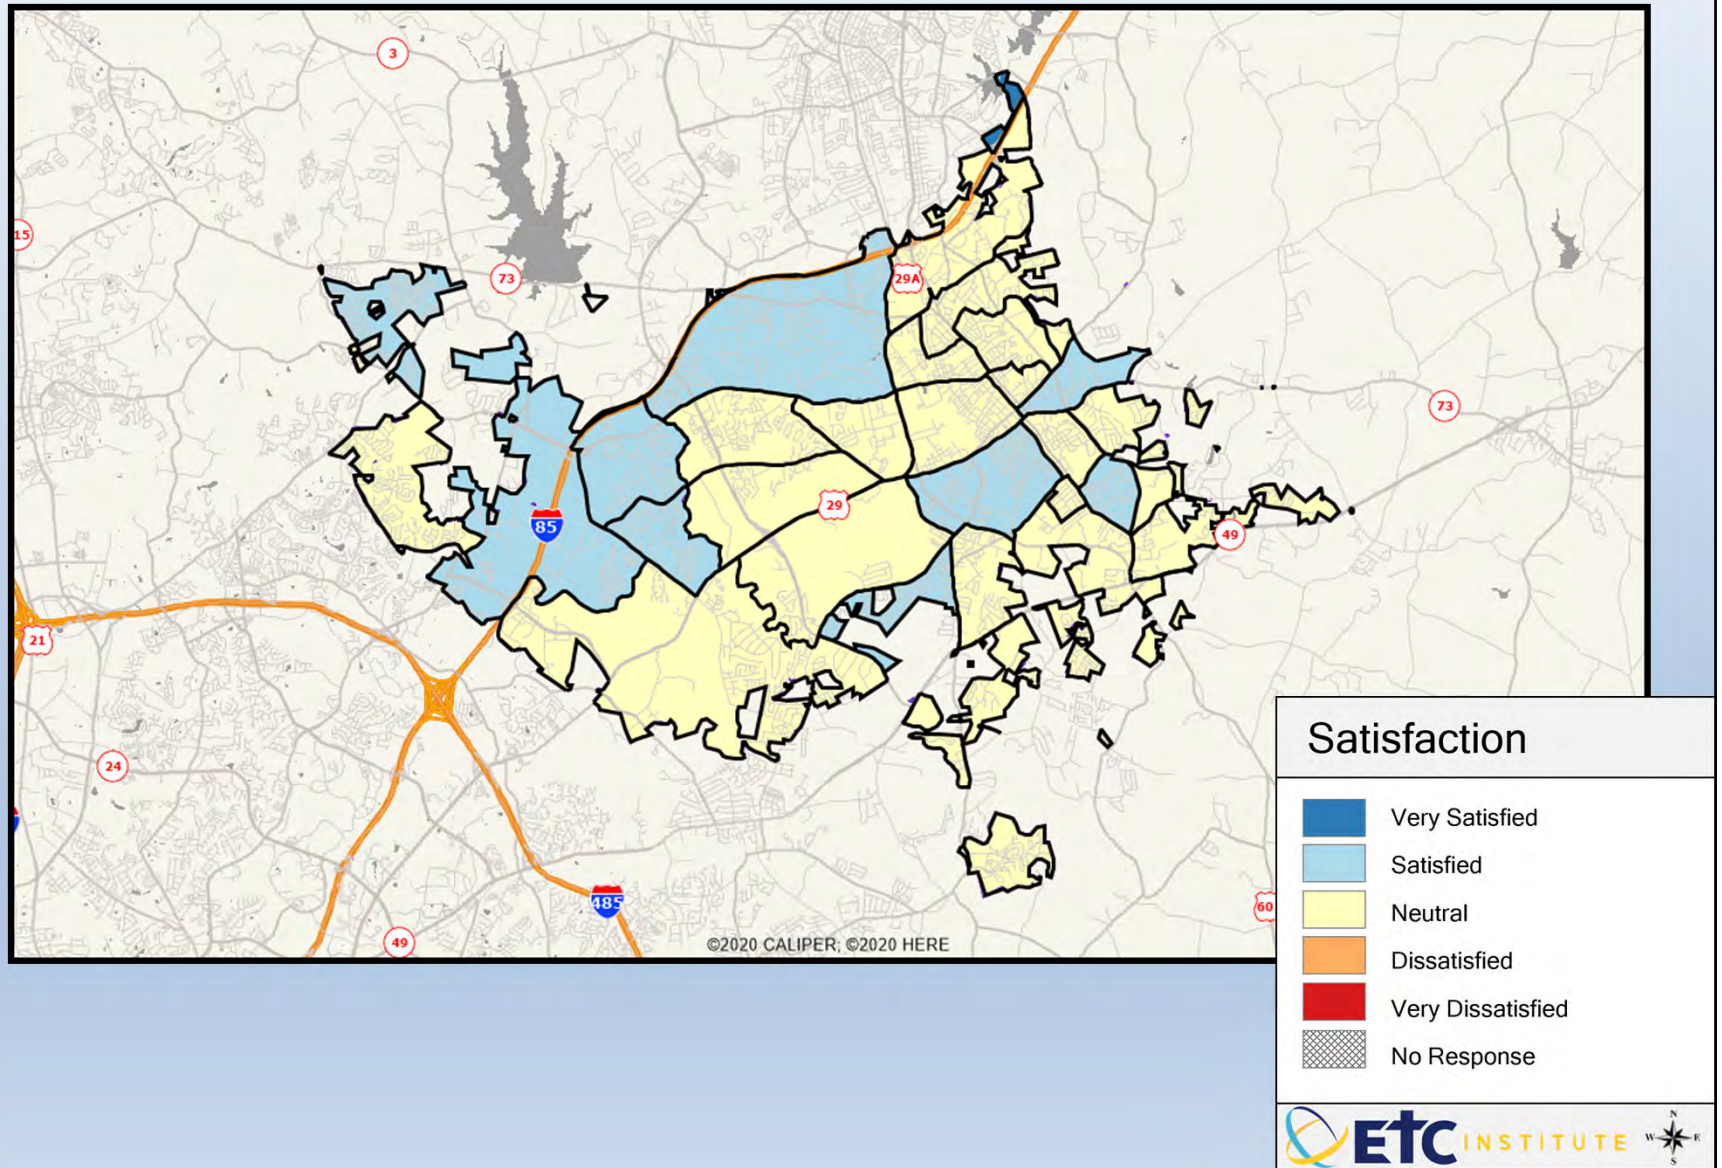 3
15
73
29A
73
29
85
49
21
24
485
60
49
©2020 CALIPER; ©2020 HERE
Satisfaction
Very Satisfied
Satisfied
Neutral
Dissatisfied
Very Dissatisfied
No Response
ETC INSTITUTE
N
W E
S